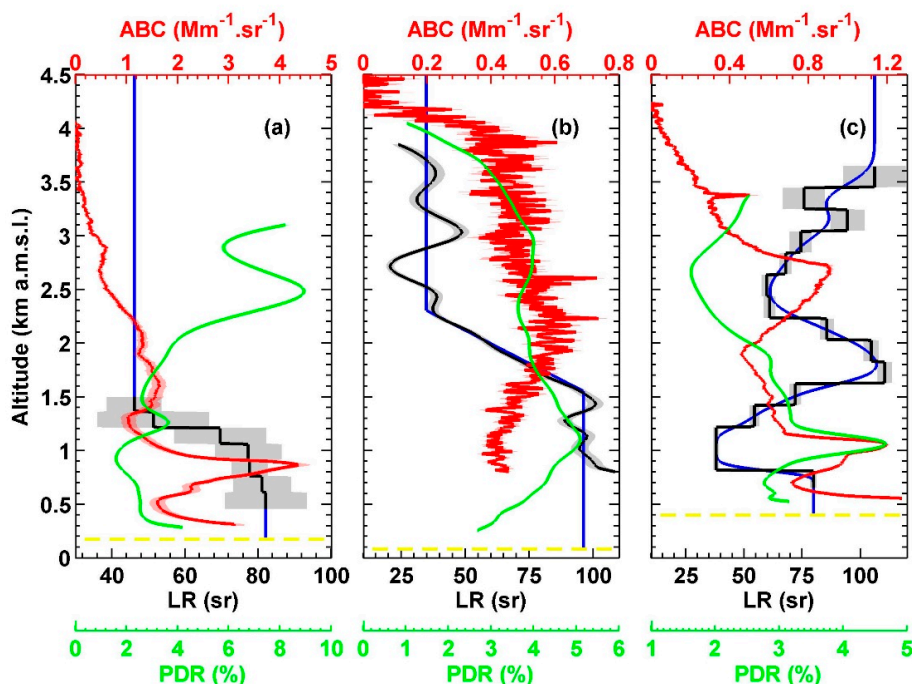 ABC (Mm⁻¹.sr⁻¹) ABC (Mm⁻¹.sr⁻¹) ABC (Mm⁻¹.sr⁻¹)
0 1 2 3 4 5 0 0.2 0.4 0.6 0.8 0 0.3 0.6 0.9 1.2
4.5
4
(a) (b) (c)
3.5
3
2.5
2
1.5
1
0.5
0
Altitude (km a.m.s.l.)
40 60 80 100 25 50 75 100 25 50 75 100
LR (sr) LR (sr) LR (sr)
0 2 4 6 8 10 0 1 2 3 4 5 6 1 2 3 4 5
PDR (%) PDR (%) PDR (%)